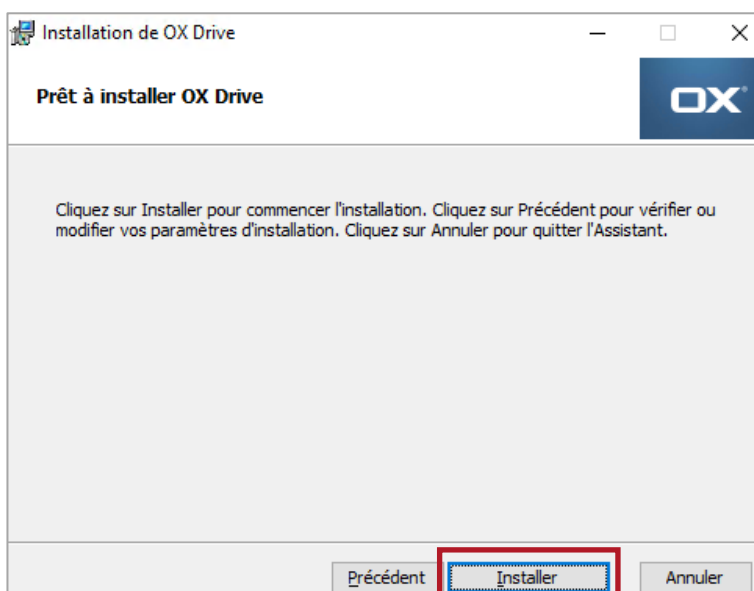 Installation de OX Drive
Prêt à installer OX Drive
OX
Cliquez sur Installer pour commencer l'installation. Cliquez sur Précédent pour vérifier ou
modifier vos paramètres d'installation. Cliquez sur Annuler pour quitter l'Assistant.
Précédent Installer Annuler